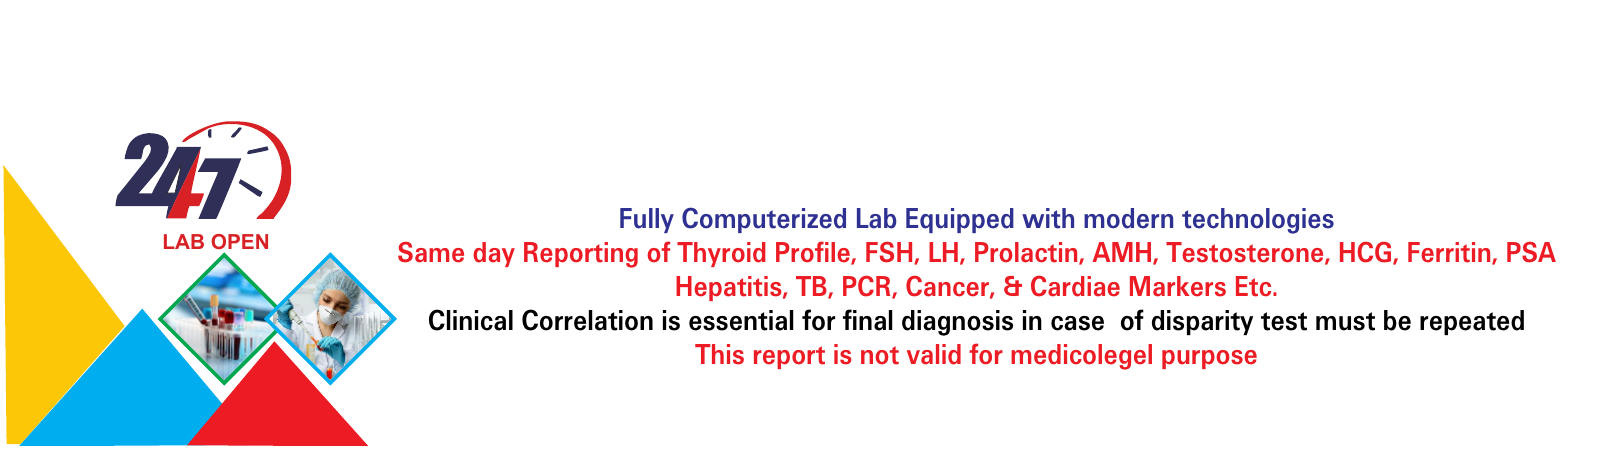 247
LAB OPEN
Fully Computerized Lab Equipped with modern technologies
Same day Reporting of Thyroid Profile, FSH, LH, Prolactin, AMH, Testosterone, HCG, Ferritin, PSA
Hepatitis, TB, PCR, Cancer, & Cardiae Markers Etc.
Clinical Correlation is essential for final diagnosis in case of disparity test must be repeated
This report is not valid for medicolegel purpose